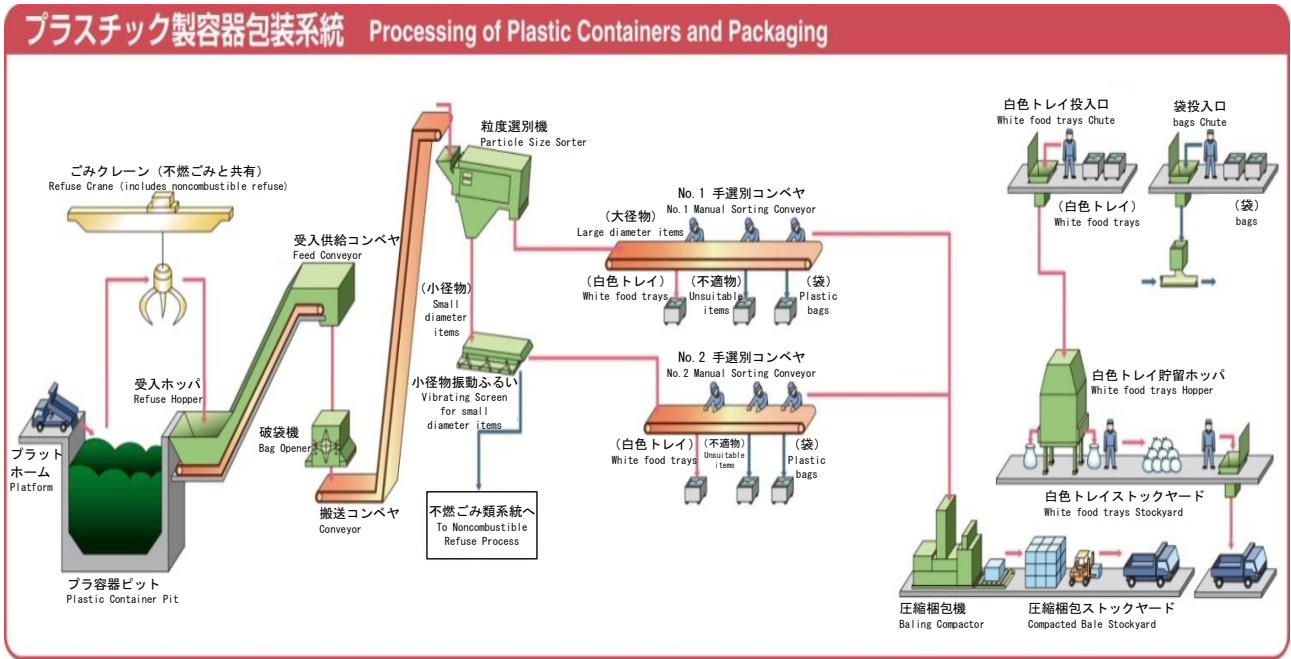 プラスチック製容器包装系統 Processing of Plastic Containers and Packaging
ごみクレーン（不燃ごみと共有）
Refuse Crane (includes noncombustible refuse)
受入供給コンベヤ
Feed Conveyor
受入ホッパ
Refuse Hopper
プラット
ホーム
Platform
プラ容器ピット
Plastic Container Pit
破袋機
Bag Opener
搬送コンベヤ
Conveyor
粒度選別機
Particle Size Sorter
（小径物）
Small
diameter
items
小径物振動ふるい
Vibrating Screen
for small
diameter items
不燃ごみ類系統へ
To Noncombustible
Refuse Process
No.1 手選別コンベヤ
No.1 Manual Sorting Conveyor
（大径物）
Large diameter items
（白色トレイ）
White food trays
（不適物）
Unsuitable
items
（袋）
Plastic
bags
No.2 手選別コンベヤ
No.2 Manual Sorting Conveyor
（白色トレイ）
White food trays
（不適物）
Unsuitable
items
（袋）
Plastic
bags
圧縮梱包機
Baling Compactor
圧縮梱包ストックヤード
Compacted Bale Stockyard
白色トレイ投入口
White food trays Chute
（白色トレイ）
White food trays
袋投入口
bags Chute
（袋）
bags
白色トレイ貯留ホッパ
White food trays Hopper
白色トレイストックヤード
White food trays Stockyard